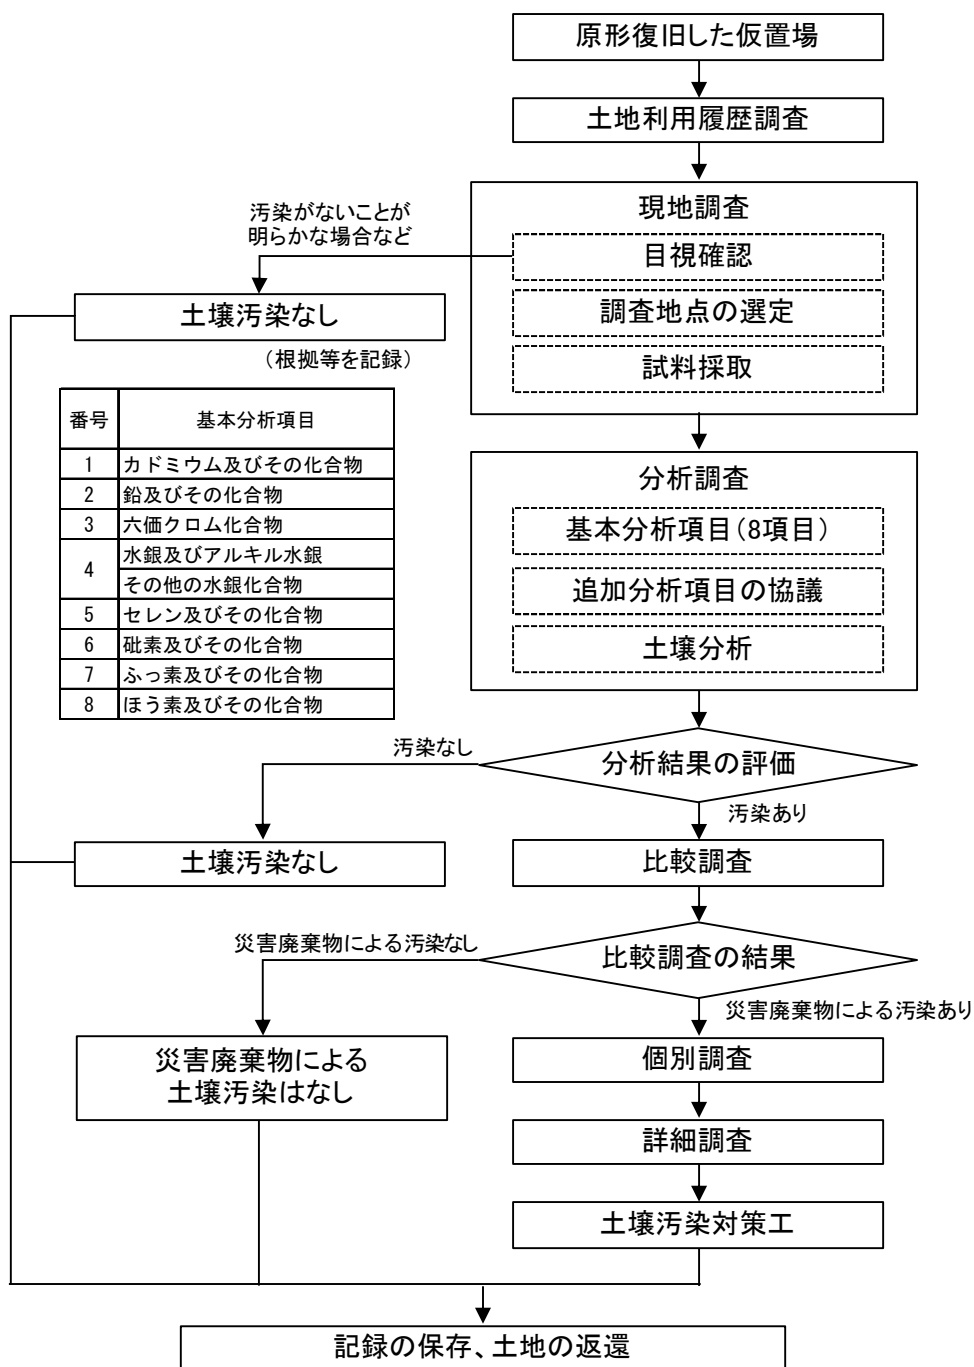 原形復旧した仮置場
土地利用履歴調査
現地調査
目視確認
調査地点の選定
試料採取
汚染がないことが
明らかな場合など
土壌汚染なし
（根拠等を記録）
番号 基本分析項目
1 カドミウム及びその化合物
2 鉛及びその化合物
3 六価クロム化合物
4 水銀及びアルキル水銀
その他の水銀化合物
5 セレン及びその化合物
6 砒素及びその化合物
7 ふっ素及びその化合物
8 ほう素及びその化合物
分析調査
基本分析項目（8項目）
追加分析項目の協議
土壌分析
分析結果の評価
汚染なし
汚染あり
土壌汚染なし
比較調査
比較調査の結果
災害廃棄物による汚染なし
災害廃棄物による汚染あり
災害廃棄物による
土壌汚染はなし
個別調査
詳細調査
土壌汚染対策工
記録の保存、土地の返還